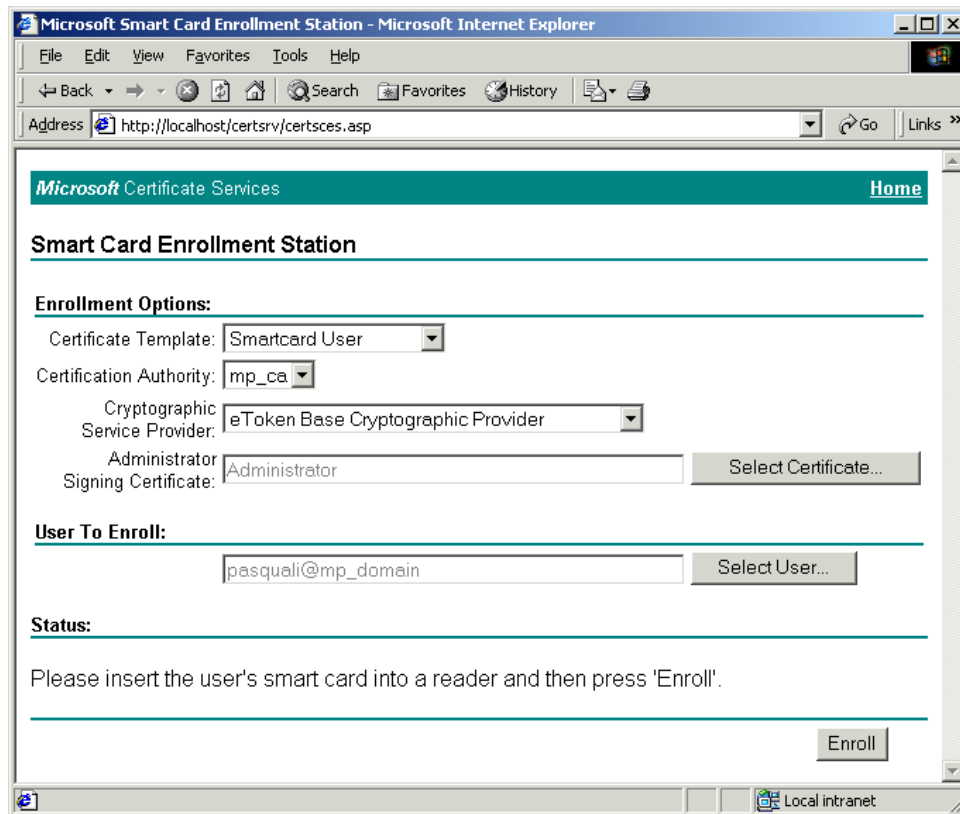 Microsoft Smart Card Enrollment Station - Microsoft Internet Explorer
File Edit View Favorites Tools Help
Back Search Favorites History
Address http://localhost/certsrv/certsces.asp Go Links »
Microsoft Certificate Services Home
Smart Card Enrollment Station
Enrollment Options:
Certificate Template: Smartcard User
Certification Authority: mp_ca
Cryptographic
Service Provider: eToken Base Cryptographic Provider
Administrator
Signing Certificate: Administrator Select Certificate...
User To Enroll:
pasquali@mp_domain Select User...
Status:
Please insert the user's smart card into a reader and then press 'Enroll'.
Enroll
Local intranet